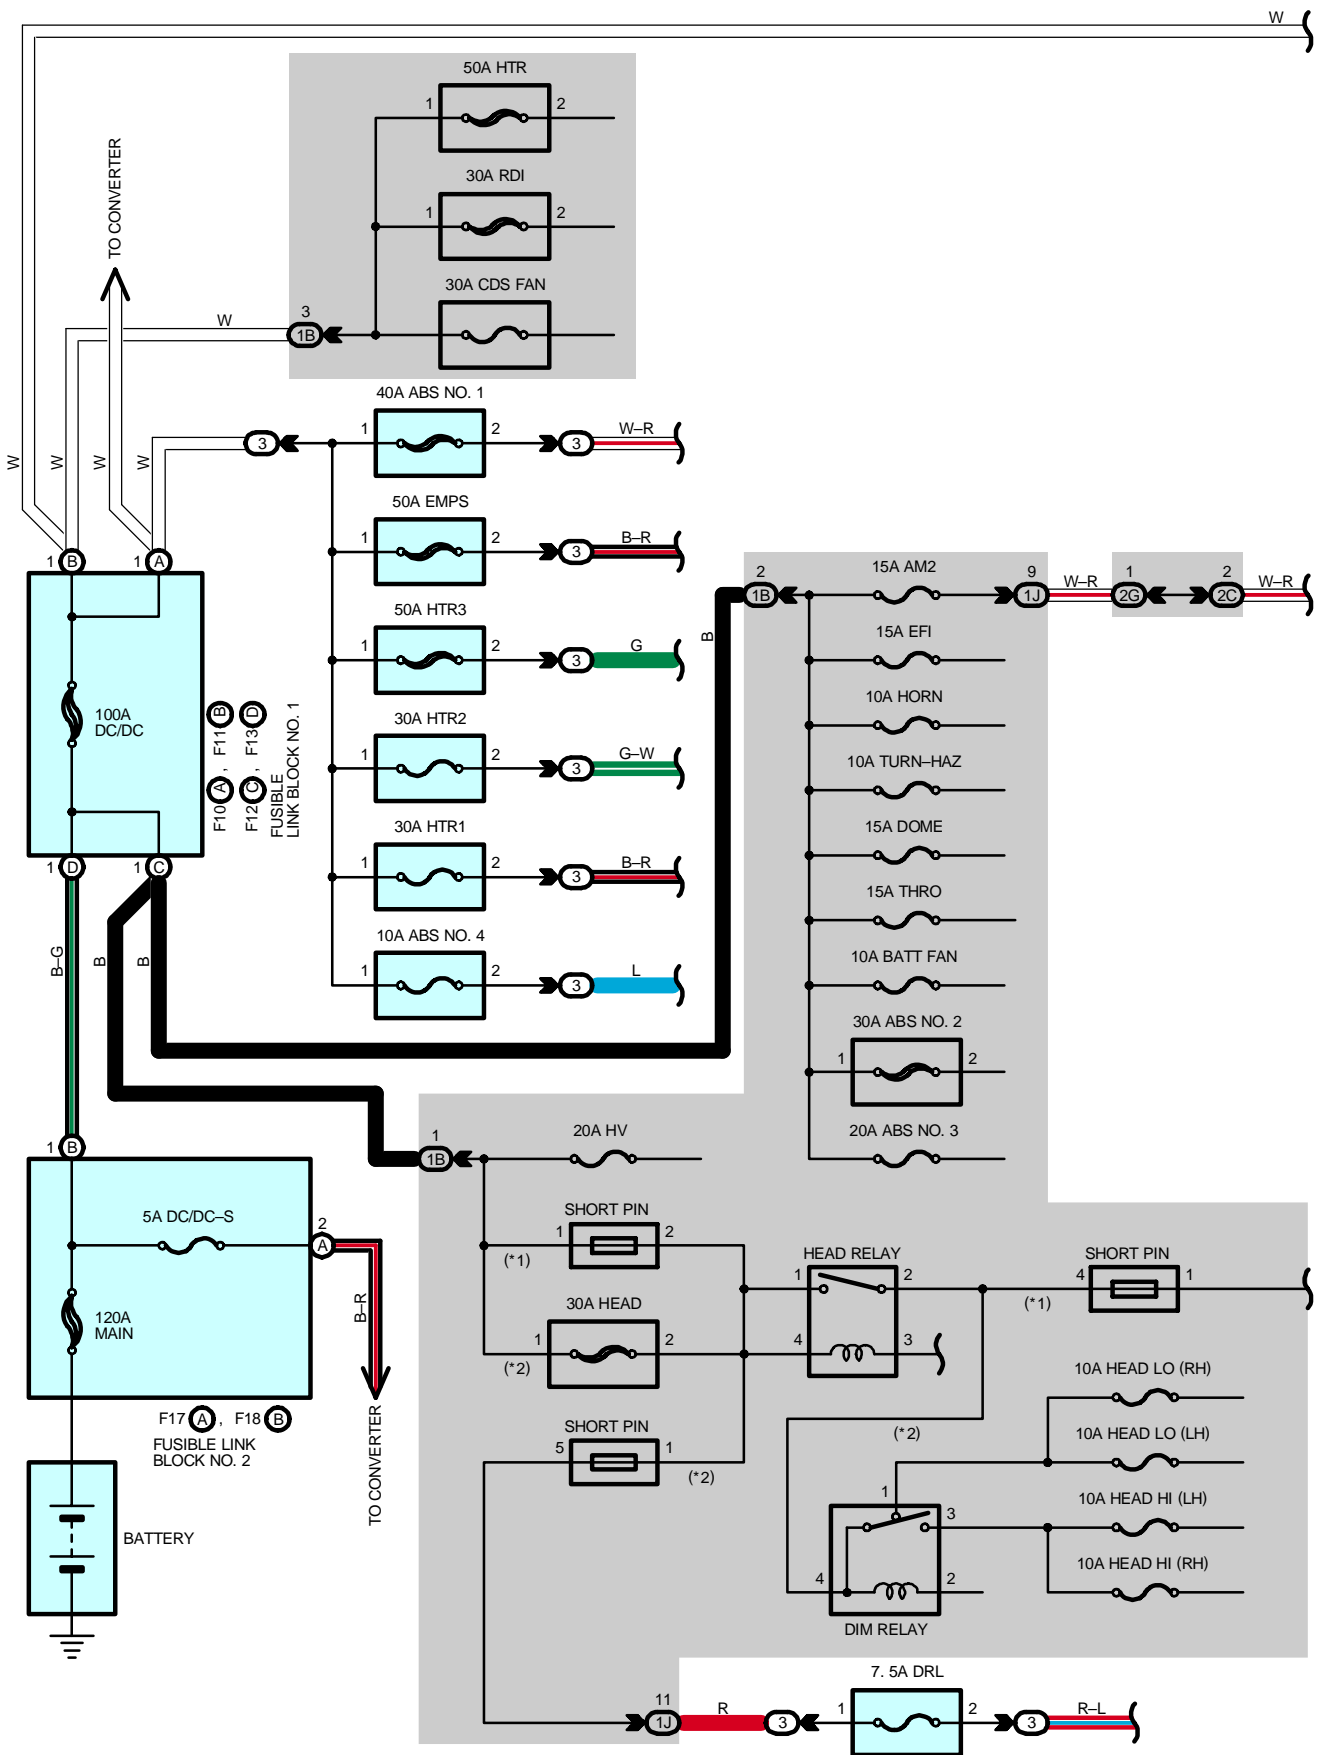 W
50A HTR
1 2
30A RDI
1 2
30A CDS FAN
TO CONVERTER
3
1B
W
W
W
W
W
40A ABS NO. 1
1 2
3
3
W–R
50A EMPS
1 2
3
B–R
50A HTR3
1 2
3
G
30A HTR2
1 2
3
G–W
30A HTR1
1 2
3
B–R
10A ABS NO. 4
1 2
3
L
1 B
1 A
100A
DC/DC
F10 A , F11 B
F12 C , F13 D
FUSIBLE
LINK BLOCK NO. 1
1 D
1 C
B–G
B
B
B
2
1B
15A AM2
9
1J
W–R
1
2G
2
2C
W–R
15A EFI
10A HORN
10A TURN–HAZ
15A DOME
15A THRO
10A BATT FAN
30A ABS NO. 2
1 2
20A ABS NO. 3
1 B
5A DC/DC–S
2
A
120A
MAIN
B–R
TO CONVERTER
F17 A , F18 B
FUSIBLE LINK
BLOCK NO. 2
BATTERY
1
1B
20A HV
SHORT PIN
1 2
(*1)
30A HEAD
1 2
(*2)
SHORT PIN
5 1
(*2)
HEAD RELAY
1 2
4 3
SHORT PIN
4 1
(*1)
(*2)
10A HEAD LO (RH)
10A HEAD LO (LH)
10A HEAD HI (LH)
10A HEAD HI (RH)
1
3
4 2
DIM RELAY
11
1J
R
3
7. 5A DRL
1 2
3
R–L